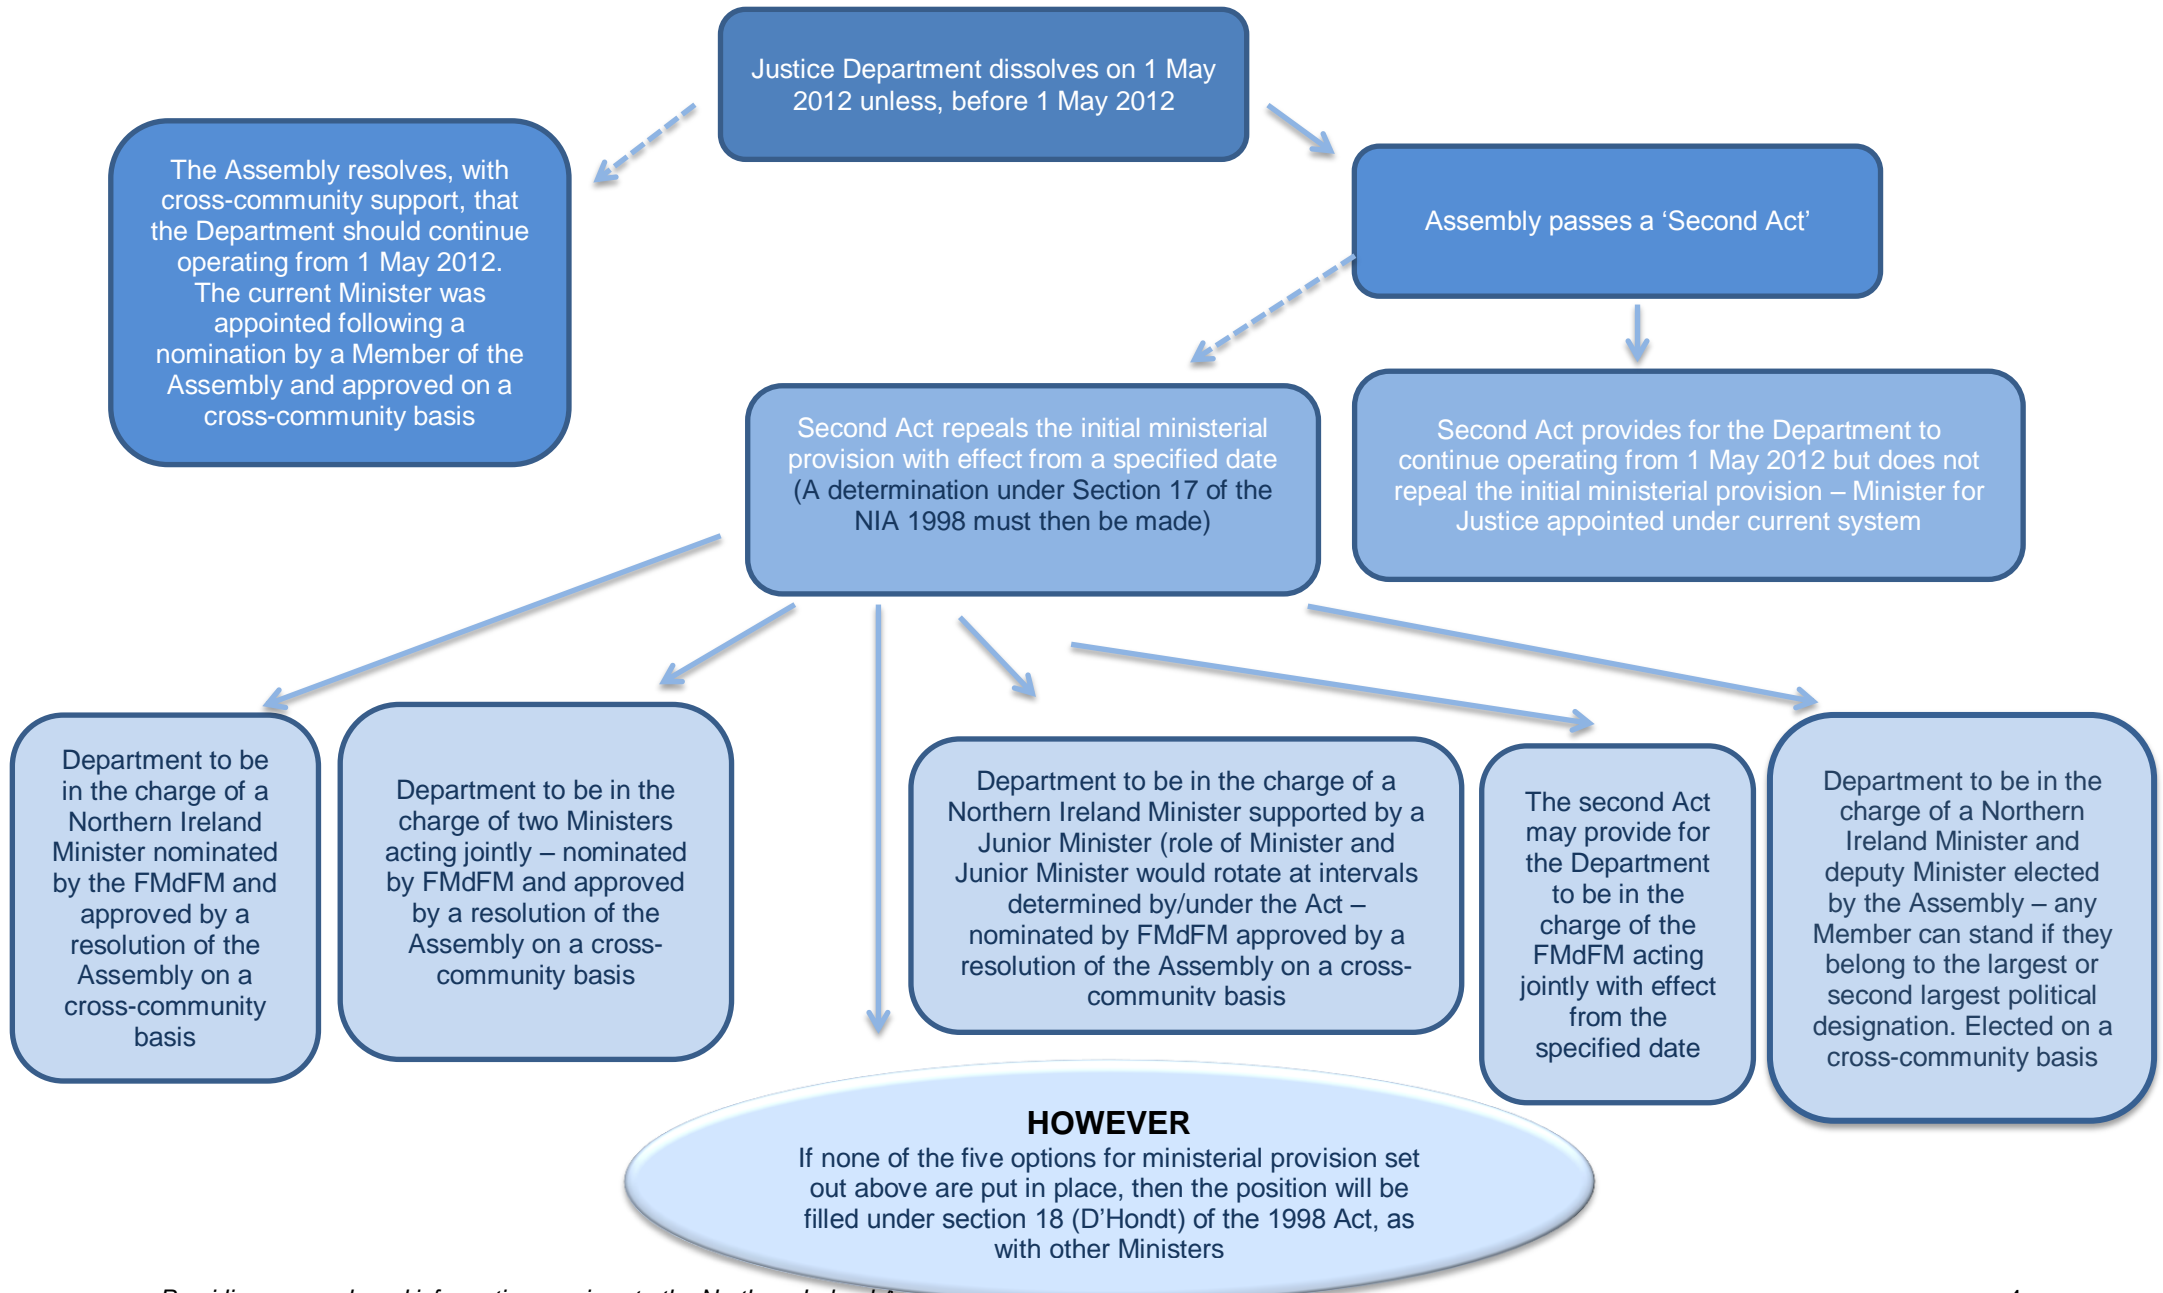 Justice Department dissolves on 1 May
2012 unless, before 1 May 2012
The Assembly resolves, with
cross-community support, that
the Department should continue
operating from 1 May 2012.
The current Minister was
appointed following a
nomination by a Member of the
Assembly and approved on a
cross-community basis
Assembly passes a ‘Second Act’
Second Act repeals the initial ministerial
provision with effect from a specified date
(A determination under Section 17 of the
NIA 1998 must then be made)
Second Act provides for the Department to
continue operating from 1 May 2012 but does not
repeal the initial ministerial provision – Minister for
Justice appointed under current system
Department to be
in the charge of a
Northern Ireland
Minister nominated
by the FMdFM and
approved by a
resolution of the
Assembly on a
cross-community
basis
Department to be in the
charge of two Ministers
acting jointly – nominated
by FMdFM and approved
by a resolution of the
Assembly on a cross-
community basis
Department to be in the charge of a
Northern Ireland Minister supported by a
Junior Minister (role of Minister and
Junior Minister would rotate at intervals
determined by/under the Act –
nominated by FMdFM approved by a
resolution of the Assembly on a cross-
community basis
The second Act
may provide for
the Department
to be in the
charge of the
FMdFM acting
jointly with effect
from the
specified date
Department to be in the
charge of a Northern
Ireland Minister and
deputy Minister elected
by the Assembly – any
Member can stand if they
belong to the largest or
second largest political
designation. Elected on a
cross-community basis
HOWEVER
If none of the five options for ministerial provision set
out above are put in place, then the position will be
filled under section 18 (D’Hondt) of the 1998 Act, as
with other Ministers